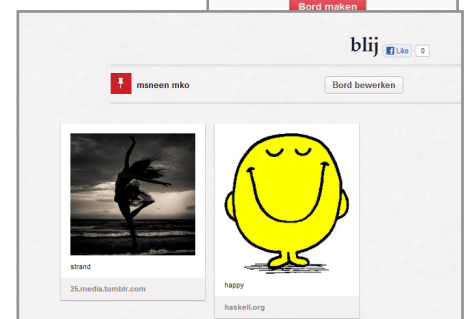 Bord maken
blij
Like 0
msneen mko
Bord bewerken
strand
25.media.tumblr.com
happy
haskell.org